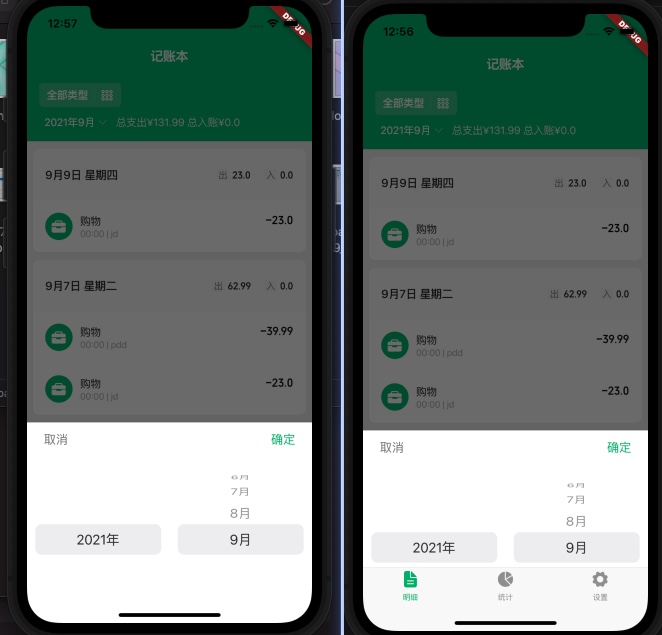 12:57
DEBUG
记账本
全部类型
2021年9月 总支出¥131.99 总入账¥0.0
9月9日 星期四 出 23.0 入 0.0
购物 -23.0
00:00 | jd
9月7日 星期二 出 62.99 入 0.0
购物 -39.99
00:00 | pdd
购物 -23.0
00:00 | jd
取消 确定
6月
7月
8月
2021年 9月
12:56
DEBUG
记账本
全部类型
2021年9月 总支出¥131.99 总入账¥0.0
9月9日 星期四 出 23.0 入 0.0
购物 -23.0
00:00 | jd
9月7日 星期二 出 62.99 入 0.0
购物 -39.99
00:00 | pdd
购物 -23.0
00:00 | jd
取消 确定
6月
7月
8月
2021年 9月
明细 统计 设置